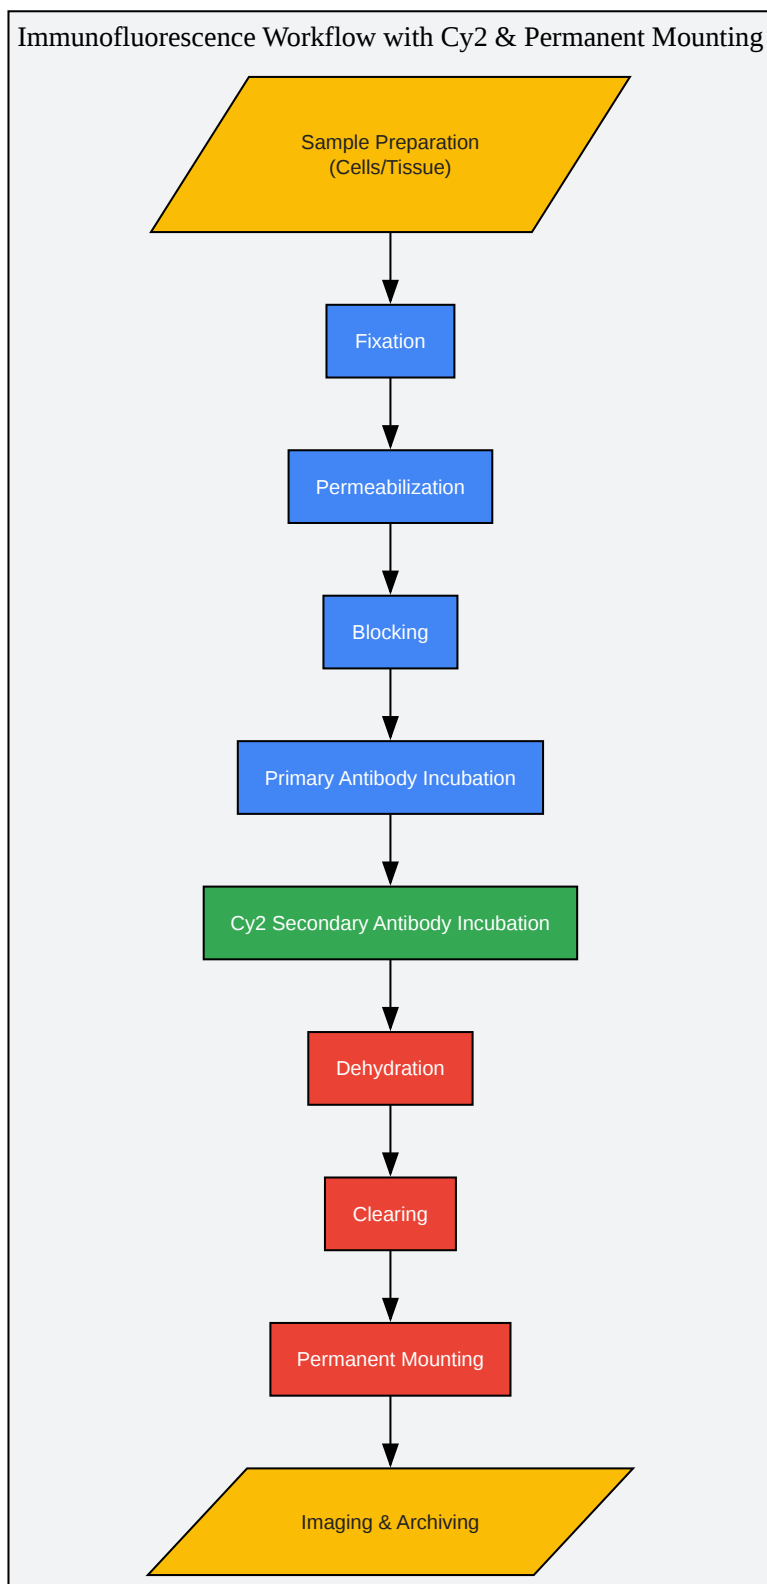 Immunofluorescence Workflow with Cy2 & Permanent Mounting
Sample Preparation
(Cells/Tissue)
Fixation
Permeabilization
Blocking
Primary Antibody Incubation
Cy2 Secondary Antibody Incubation
Dehydration
Clearing
Permanent Mounting
Imaging & Archiving